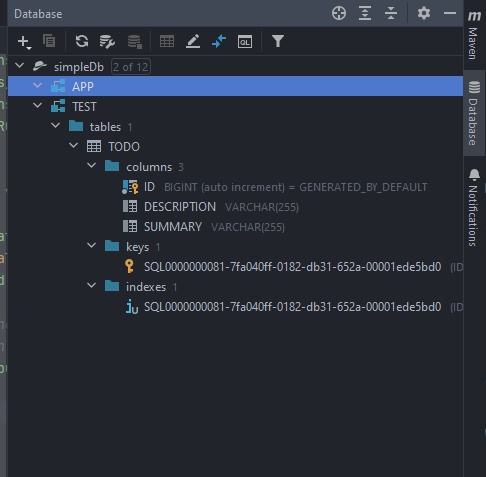 Database
simpleDb 2 of 12
APP
TEST
tables 1
TODO
columns 3
ID BIGINT (auto increment) = GENERATED_BY_DEFAULT
DESCRIPTION VARCHAR(255)
SUMMARY VARCHAR(255)
keys 1
SQL0000000081-7fa040ff-0182-db31-652a-00001ede5bd0 (ID
indexes 1
SQL0000000081-7fa040ff-0182-db31-652a-00001ede5bd0 (ID
QL
m
Maven
Database
Notifications